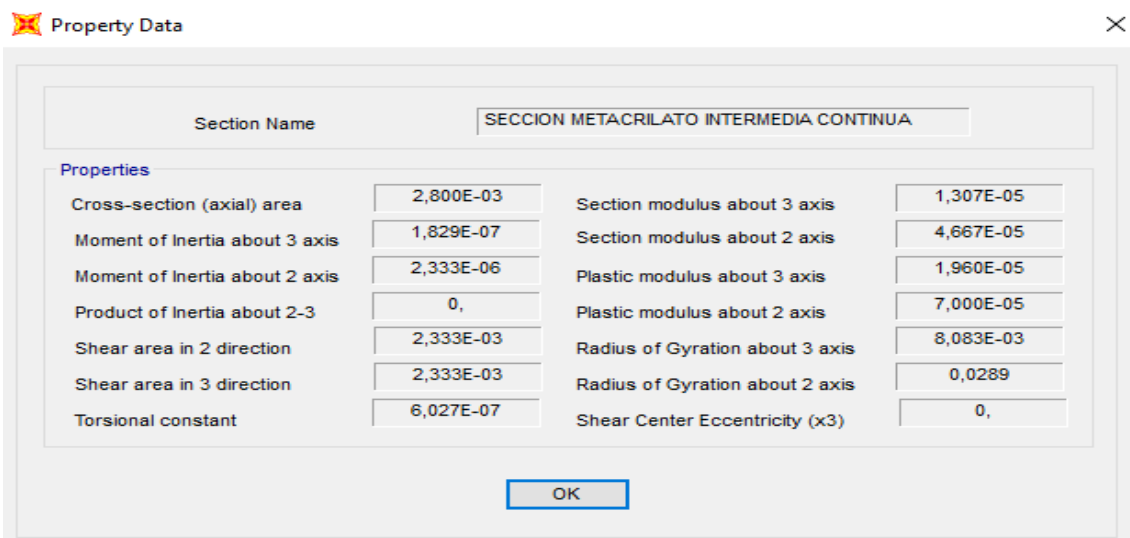 Property Data
Section Name SECCION METACRILATO INTERMEDIA CONTINUA
Properties
Cross-section (axial) area 2,800E-03
Moment of Inertia about 3 axis 1,829E-07
Moment of Inertia about 2 axis 2,333E-06
Product of Inertia about 2-3 0,
Shear area in 2 direction 2,333E-03
Shear area in 3 direction 2,333E-03
Torsional constant 6,027E-07
Section modulus about 3 axis 1,307E-05
Section modulus about 2 axis 4,667E-05
Plastic modulus about 3 axis 1,960E-05
Plastic modulus about 2 axis 7,000E-05
Radius of Gyration about 3 axis 8,083E-03
Radius of Gyration about 2 axis 0,0289
Shear Center Eccentricity (x3) 0,
OK